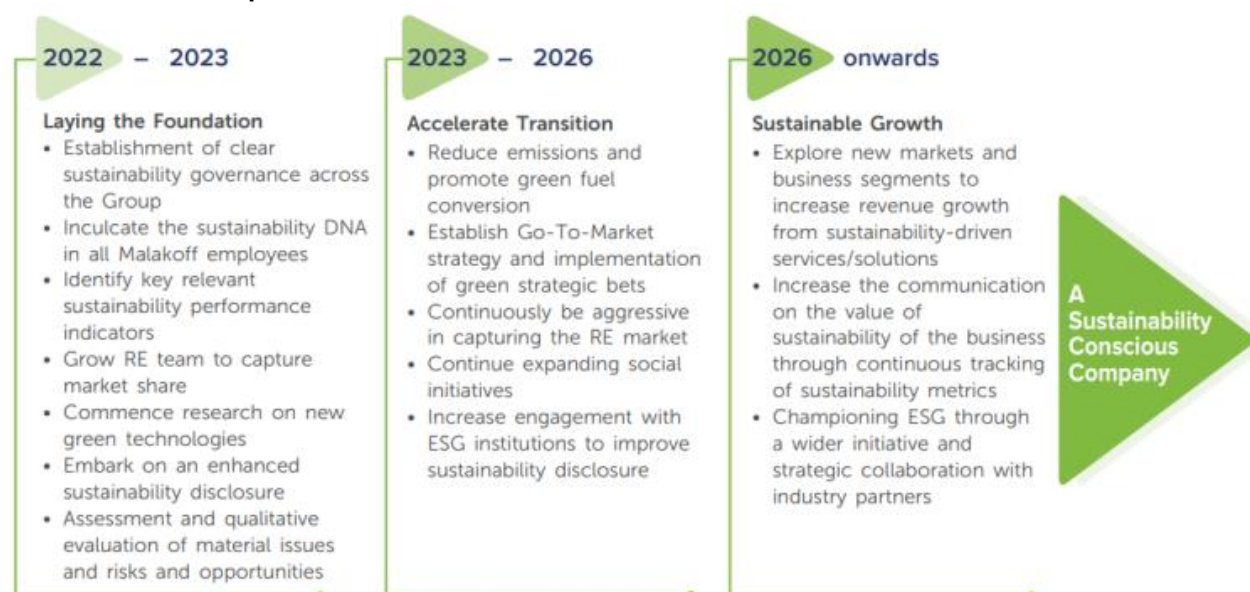 2022 – 2023
Laying the Foundation
• Establishment of clear
sustainability governance across
the Group
• Inculcate the sustainability DNA
in all Malakoff employees
• Identify key relevant
sustainability performance
indicators
• Grow RE team to capture
market share
• Commence research on new
green technologies
• Embark on an enhanced
sustainability disclosure
• Assessment and qualitative
evaluation of material issues
and risks and opportunities
2023 – 2026
Accelerate Transition
• Reduce emissions and
promote green fuel
conversion
• Establish Go-To-Market
strategy and implementation
of green strategic bets
• Continuously be aggressive
in capturing the RE market
• Continue expanding social
initiatives
• Increase engagement with
ESG institutions to improve
sustainability disclosure
2026 onwards
Sustainable Growth
• Explore new markets and
business segments to
increase revenue growth
from sustainability-driven
services/solutions
• Increase the communication
on the value of
sustainability of the business
through continuous tracking
of sustainability metrics
• Championing ESG through
a wider initiative and
strategic collaboration with
industry partners
A
Sustainability
Conscious
Company